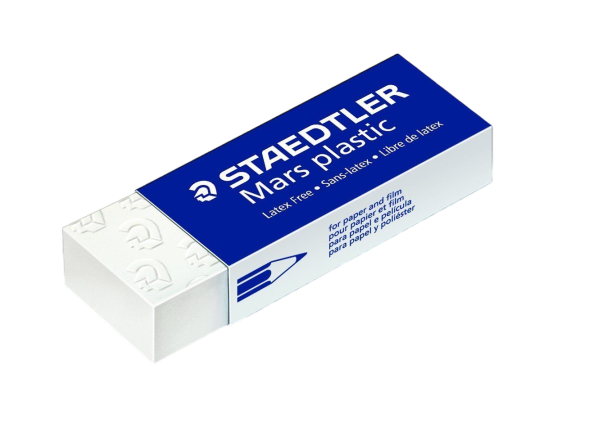 STAEDTLER
Mars plastic
Latex Free • Sans-latex • Libre de latex
for paper and film
pour papier et film
para papel e película
para papel y poliéster